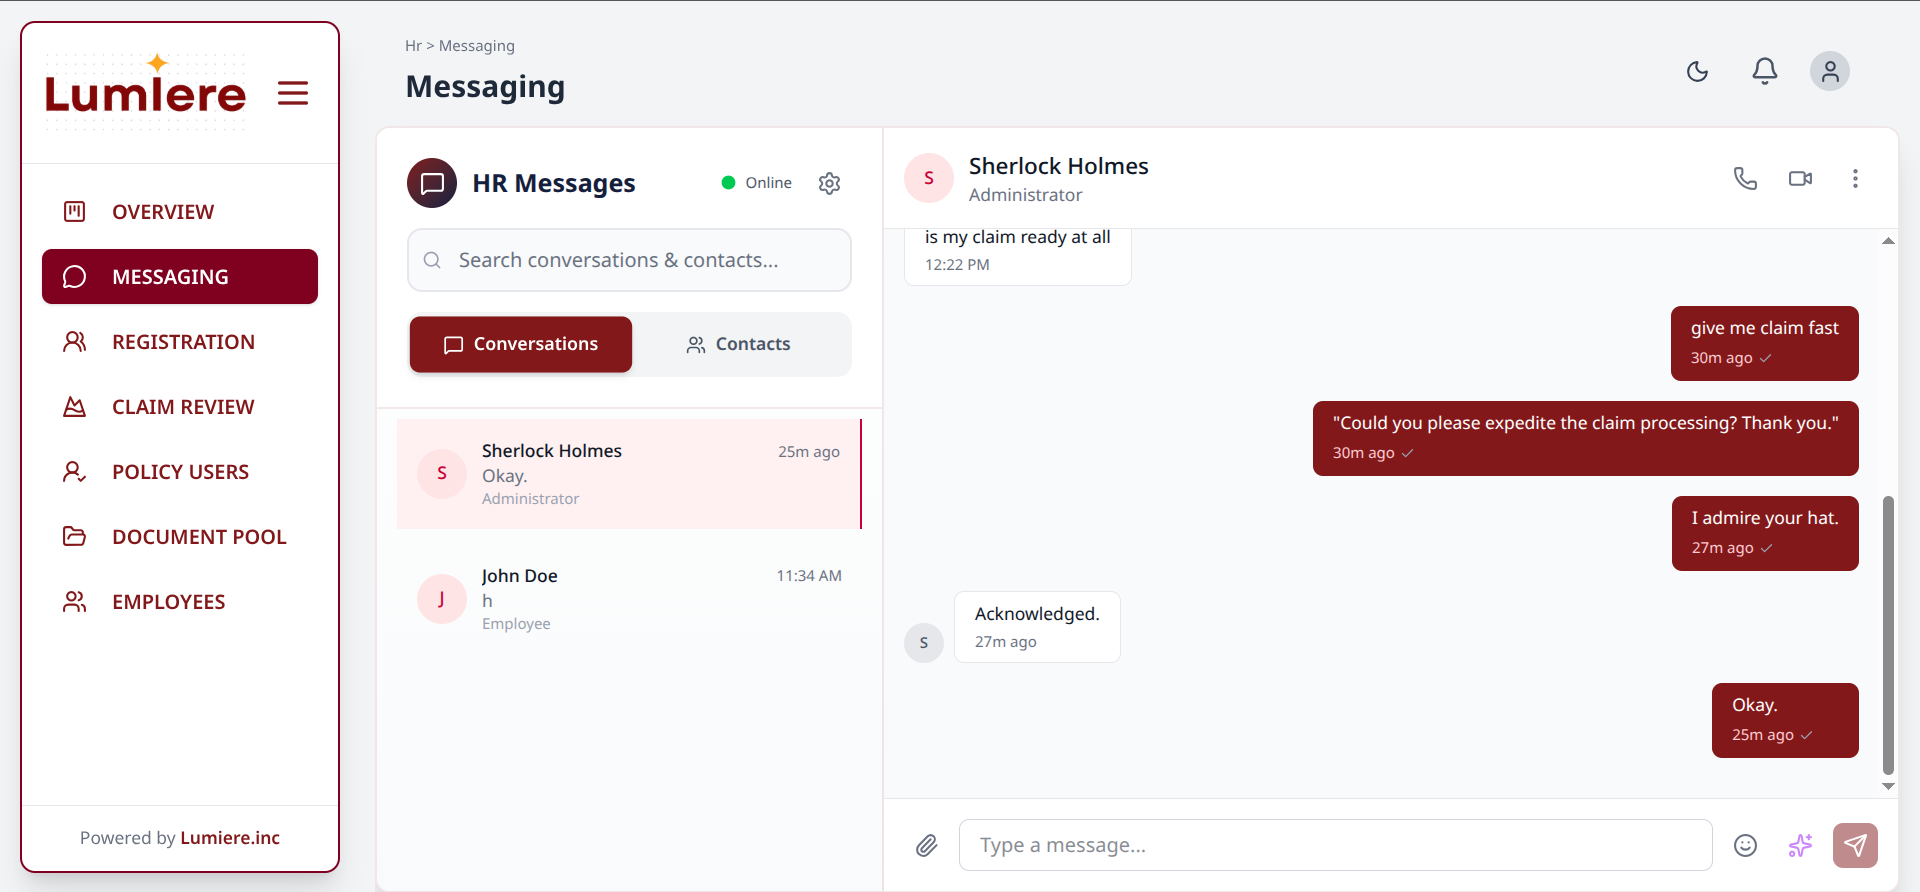 Lumiere
OVERVIEW
MESSAGING
REGISTRATION
CLAIM REVIEW
POLICY USERS
DOCUMENT POOL
EMPLOYEES
Powered by Lumiere.inc
Hr > Messaging
Messaging
HR Messages
Online
Search conversations & contacts...
Conversations
Contacts
S
Sherlock Holmes
25m ago
Okay.
Administrator
J
John Doe
11:34 AM
h
Employee
S
Sherlock Holmes
Administrator
is my claim ready at all
12:22 PM
give me claim fast
30m ago
"Could you please expedite the claim processing? Thank you."
30m ago
I admire your hat.
27m ago
S
Acknowledged.
27m ago
Okay.
25m ago
Type a message...